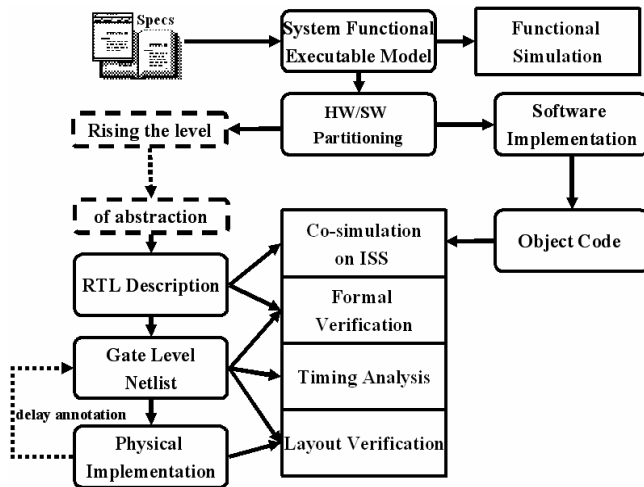 Specs
System Functional
Executable Model
Functional
Simulation
Rising the level
HW/SW
Partitioning
Software
Implementation
of abstraction
Co-simulation
on ISS
Object Code
RTL Description
Formal
Verification
Gate Level
Netlist
Timing Analysis
delay annotation
Physical
Implementation
Layout Verification